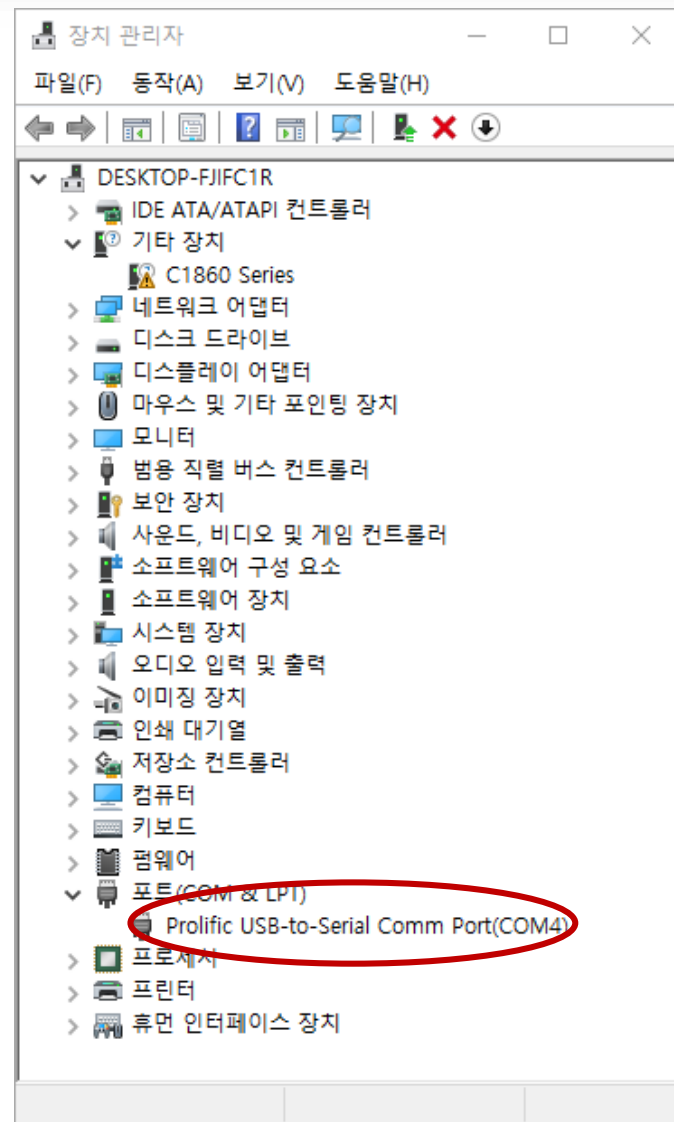 장치 관리자
파일(F) 동작(A) 보기(V) 도움말(H)
DESKTOP-FJIFC1R
IDE ATA/ATAPI 컨트롤러
기타 장치
C1860 Series
네트워크 어댑터
디스크 드라이브
디스플레이 어댑터
마우스 및 기타 포인팅 장치
모니터
범용 직렬 버스 컨트롤러
보안 장치
사운드, 비디오 및 게임 컨트롤러
소프트웨어 구성 요소
소프트웨어 장치
시스템 장치
오디오 입력 및 출력
이미징 장치
인쇄 대기열
저장소 컨트롤러
컴퓨터
키보드
펌웨어
포트(COM & LPT)
Prolific USB-to-Serial Comm Port(COM4)
프로세서
프린터
휴먼 인터페이스 장치